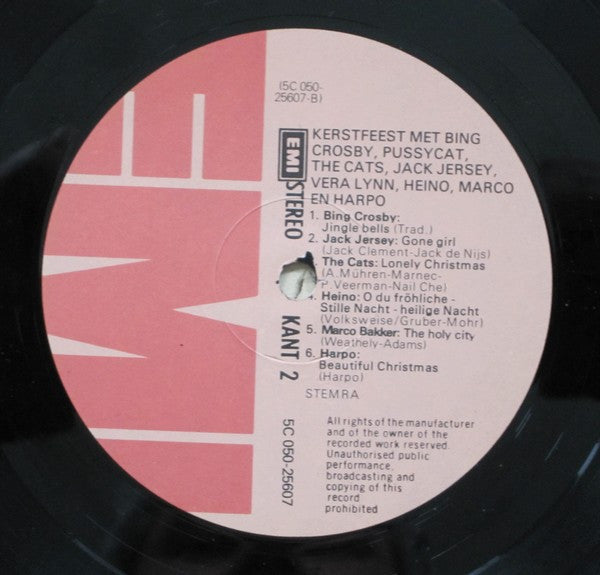 (5C 050-
25607-B)
EMI
STEREO
KANT 2
5C 050-25607
KERSTFEEST MET BING
CROSBY, PUSSYCAT,
THE CATS, JACK JERSEY,
VERA LYNN, HEINO, MARCO
EN HARPO
1. Bing Crosby:
Jingle bells (Trad.)
2. Jack Jersey: Gone girl
(Jack Clement-Jack de Nijs)
The Cats: Lonely Christmas
(A.Mühren-Marnec-
P.Veerman-Nail Che)
4. Heino: O du fröhliche -
Stille Nacht - heilige Nacht
(Volksweise/Gruber-Mohr)
5. Marco Bakker: The holy city
(Weathely-Adams)
6. Harpo:
Beautiful Christmas
(Harpo)
STEMRA
All rights of the manufacturer
and of the owner of the
recorded work reserved.
Unauthorised public
performance,
broadcasting and
copying of this
record
prohibited
EMI